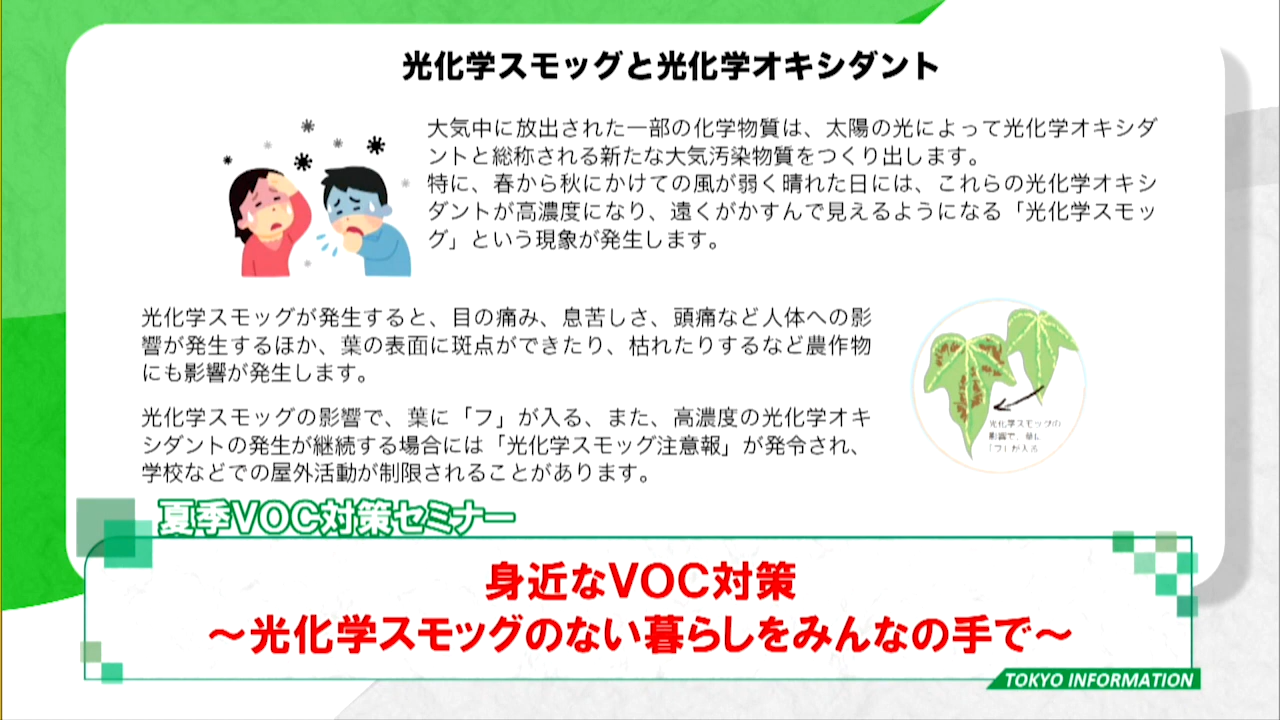 光化学スモッグと光化学オキシダント
大気中に放出された一部の化学物質は、太陽の光によって光化学オキシダ
ントと総称される新たな大気汚染物質をつくり出します。
特に、春から秋にかけての風が弱く晴れた日には、これらの光化学オキシ
ダントが高濃度になり、遠くがかすんで見えるようになる「光化学スモッ
グ」という現象が発生します。
光化学スモッグが発生すると、目の痛み、息苦しさ、頭痛など人体への影
響が発生するほか、葉の表面に斑点ができたり、枯れたりするなど農作物
にも影響が発生します。
光化学スモッグの影響で、葉に「フ」が入る、また、高濃度の光化学オキ
シダントの発生が継続する場合には「光化学スモッグ注意報」が発令され、
学校などでの屋外活動が制限されることがあります。
光化学スモッグの
影響で、葉に
「フ」が入る
夏季VOC対策セミナー
身近なVOC対策
～光化学スモッグのない暮らしをみんなの手で～
TOKYO INFORMATION